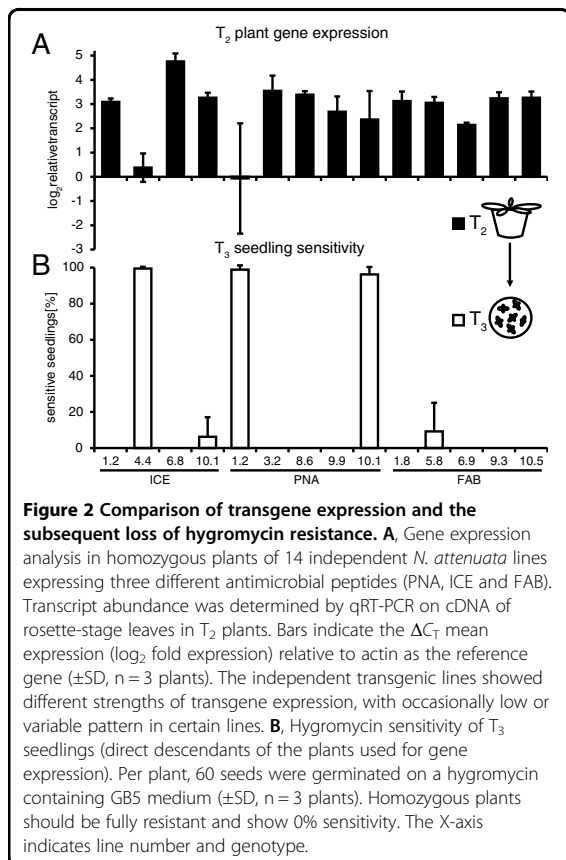 A
T2 plant gene expression
log2relativetranscript
5
4
3
2
1
0
-1
-2
-3
T2
B
T3 seedling sensitivity
sensitive seedlings[%]
100
80
60
40
20
0
T3
1.2 4.4 6.8 10.1 1.2 3.2 8.6 9.9 10.1 1.8 5.8 6.9 9.3 10.5
ICE PNA FAB
Figure 2 Comparison of transgene expression and the
subsequent loss of hygromycin resistance. A, Gene expression
analysis in homozygous plants of 14 independent N. attenuata lines
expressing three different antimicrobial peptides (PNA, ICE and FAB).
Transcript abundance was determined by qRT-PCR on cDNA of
rosette-stage leaves in T2 plants. Bars indicate the ΔCT mean
expression (log2 fold expression) relative to actin as the reference
gene (±SD, n = 3 plants). The independent transgenic lines showed
different strengths of transgene expression, with occasionally low or
variable pattern in certain lines. B, Hygromycin sensitivity of T3
seedlings (direct descendants of the plants used for gene
expression). Per plant, 60 seeds were germinated on a hygromycin
containing GB5 medium (±SD, n = 3 plants). Homozygous plants
should be fully resistant and show 0% sensitivity. The X-axis
indicates line number and genotype.